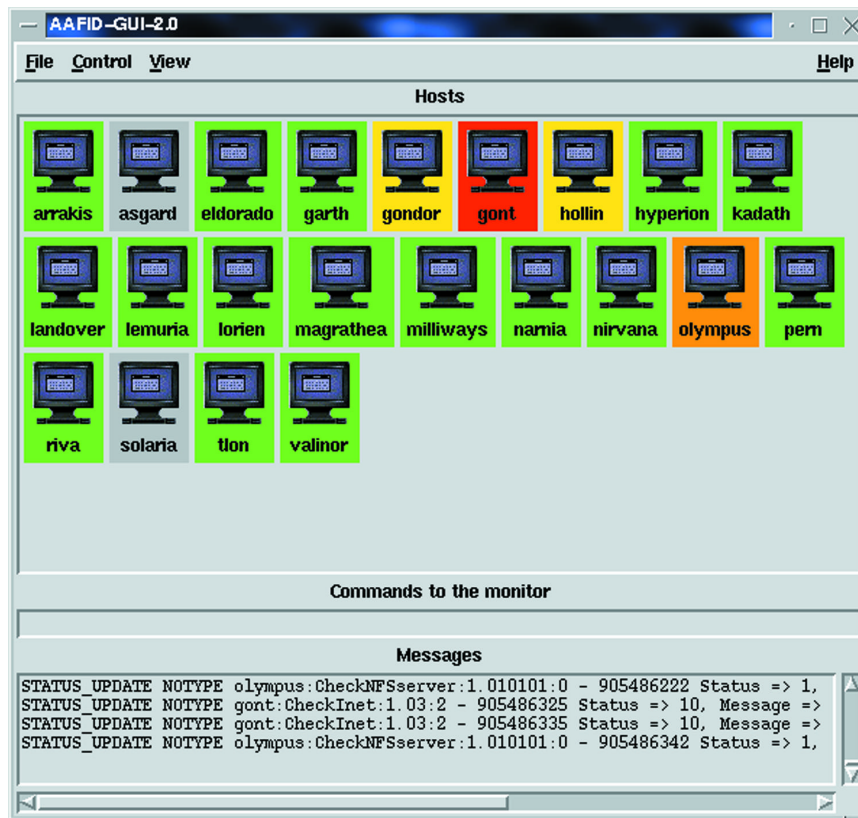 AAFID-GUI-2.0
File Control View Help
Hosts
arrakis asgard eldorado garth gondor gont hollin hyperion kadath
landover lemuria lorien magrathea milliways narnia nirvana olympus pern
riva solaria tlon valinor
Commands to the monitor
Messages
STATUS_UPDATE NOTYPE olympus:CheckNFSserver:1.010101:0 - 905486222 Status => 1,
STATUS_UPDATE NOTYPE gont:CheckInet:1.03:2 - 905486325 Status => 10, Message =>
STATUS_UPDATE NOTYPE gont:CheckInet:1.03:2 - 905486335 Status => 10, Message =>
STATUS_UPDATE NOTYPE olympus:CheckNFSserver:1.010101:0 - 905486342 Status => 1,